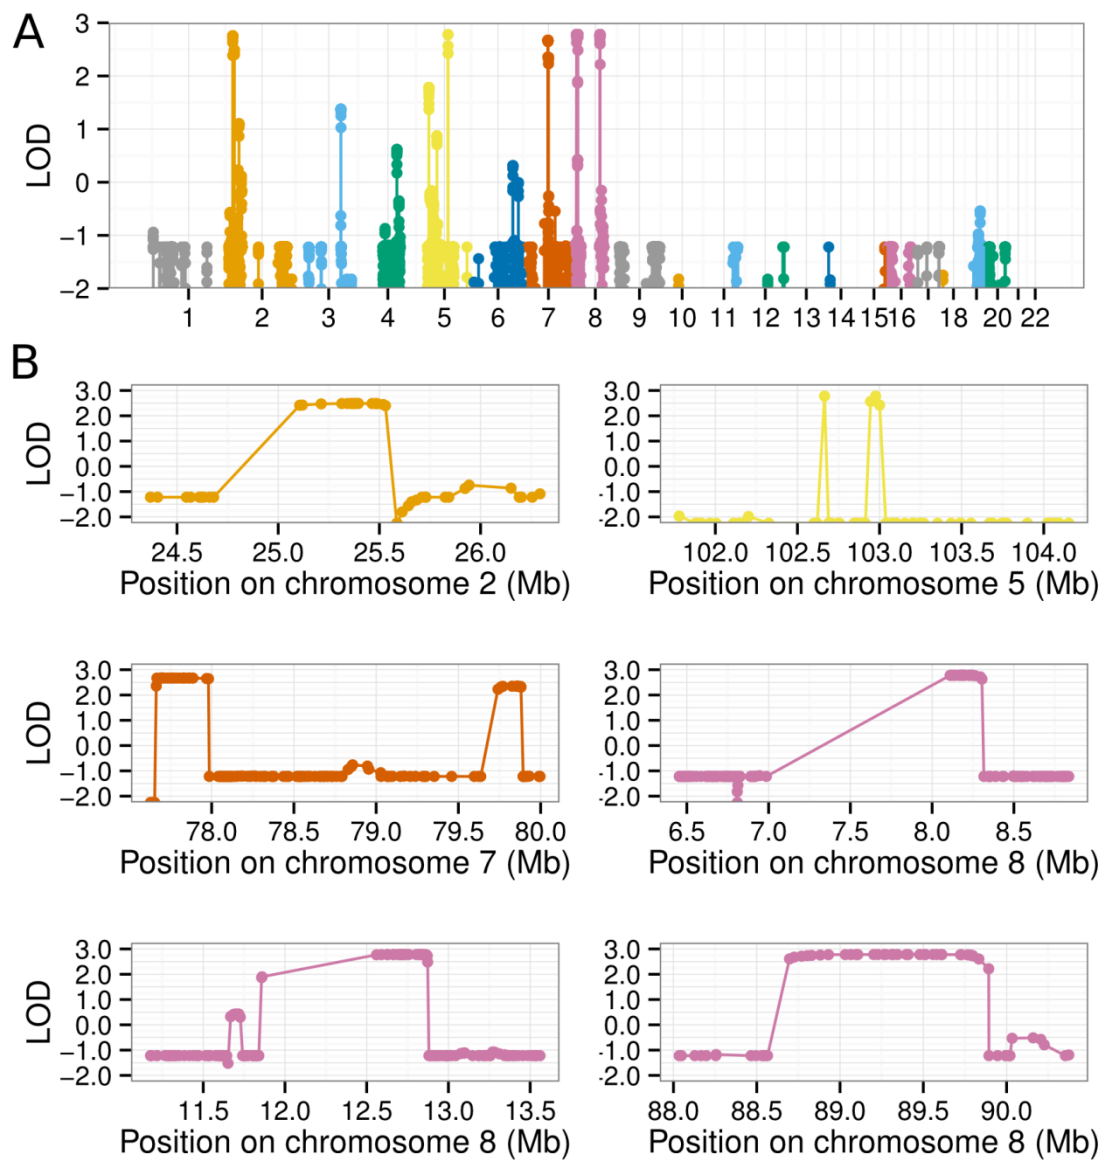 A
3
2
1
0
−1
−2
LOD
1 2 3 4 5 6 7 8 9 10 11 12 13 14 15 16 18 20 22
B
3.0 3.0
2.0 2.0
1.0 1.0
0.0 0.0
−1.0 -1.0
−2.0 -2.0
LOD
24.5 25.0 25.5 26.0 102.0 102.5 103.0 103.5 104.0
Position on chromosome 2 (Mb) Position on chromosome 5 (Mb)
3.0 3.0
2.0 2.0
1.0 1.0
0.0 0.0
−1.0 -1.0
−2.0 -2.0
LOD
78.0 78.5 79.0 79.5 80.0 6.5 7.0 7.5 8.0 8.5
Position on chromosome 7 (Mb) Position on chromosome 8 (Mb)
3.0 3.0
2.0 2.0
1.0 1.0
0.0 0.0
−1.0 -1.0
−2.0 -2.0
LOD
11.5 12.0 12.5 13.0 13.5 88.0 88.5 89.0 89.5 90.0
Position on chromosome 8 (Mb) Position on chromosome 8 (Mb)